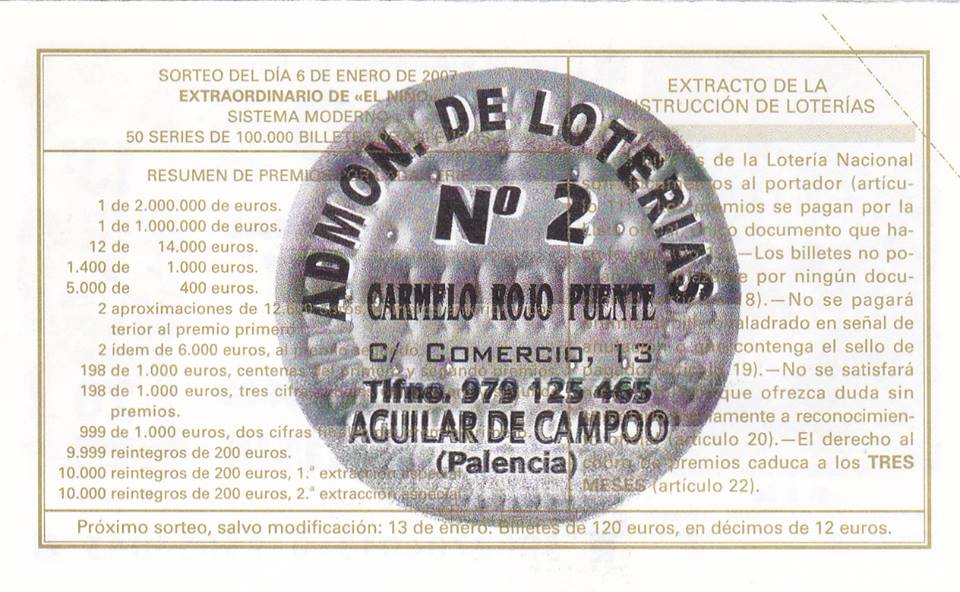 SORTEO DEL DÍA 6 DE ENERO DE 2007
EXTRAORDINARIO DE «EL NIÑO»
SISTEMA MODERNO
50 SERIES DE 100.000 BILLETES
RESUMEN DE PREMIOS
1 de 2.000.000 de euros.
1 de 1.000.000 de euros.
12 de 14.000 euros.
1.400 de 1.000 euros.
5.000 de 400 euros.
2 aproximaciones de
terior al premio primero
2 ídem de 6.000 euros, al
198 de 1.000 euros, centenas del primero y segundo premios.
198 de 1.000 euros, tres cifras
premios.
999 de 1.000 euros, dos cifras
9.999 reintegros de 200 euros.
10.000 reintegros de 200 euros, 1.ª extracción especial
10.000 reintegros de 200 euros, 2.ª extracción especial
ADMON. DE LOTERIAS
Nº 2
CARMELO ROJO PUENTE
C/ COMERCIO, 13
Tlfno. 979 125 465
AGUILAR DE CAMPOO
(Palencia)
EXTRACTO DE LA
INSTRUCCIÓN DE LOTERÍAS
de la Lotería Nacional
al portador (artícu-
premios se pagan por la
documento que ha-
—Los billetes no po-
por ningún docu-
8).—No se pagará
taladrado en señal de
contenga el sello de
19).—No se satisfará
que ofrezca duda sin
a reconocimien-
(artículo 20).—El derecho al
cobro de premios caduca a los TRES
MESES (artículo 22).
Próximo sorteo, salvo modificación: 13 de enero. Billetes de 120 euros, en décimos de 12 euros.